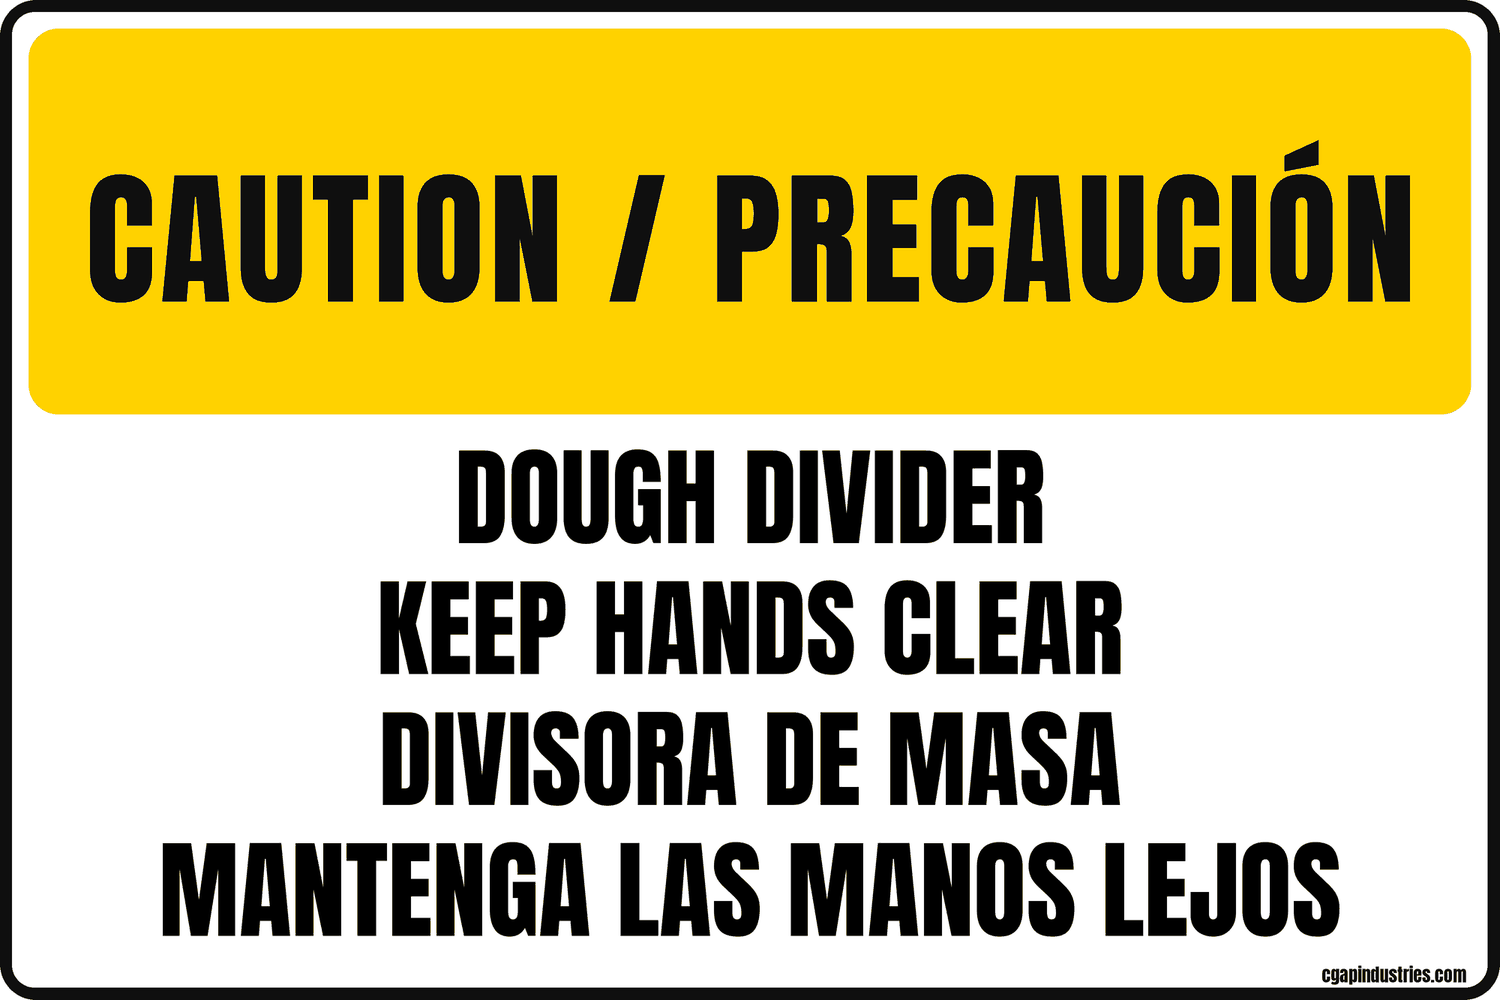 CAUTION / PRECAUCIÓN
DOUGH DIVIDER
KEEP HANDS CLEAR
DIVISORA DE MASA
MANTENGA LAS MANOS LEJOS
cgapindustries.com